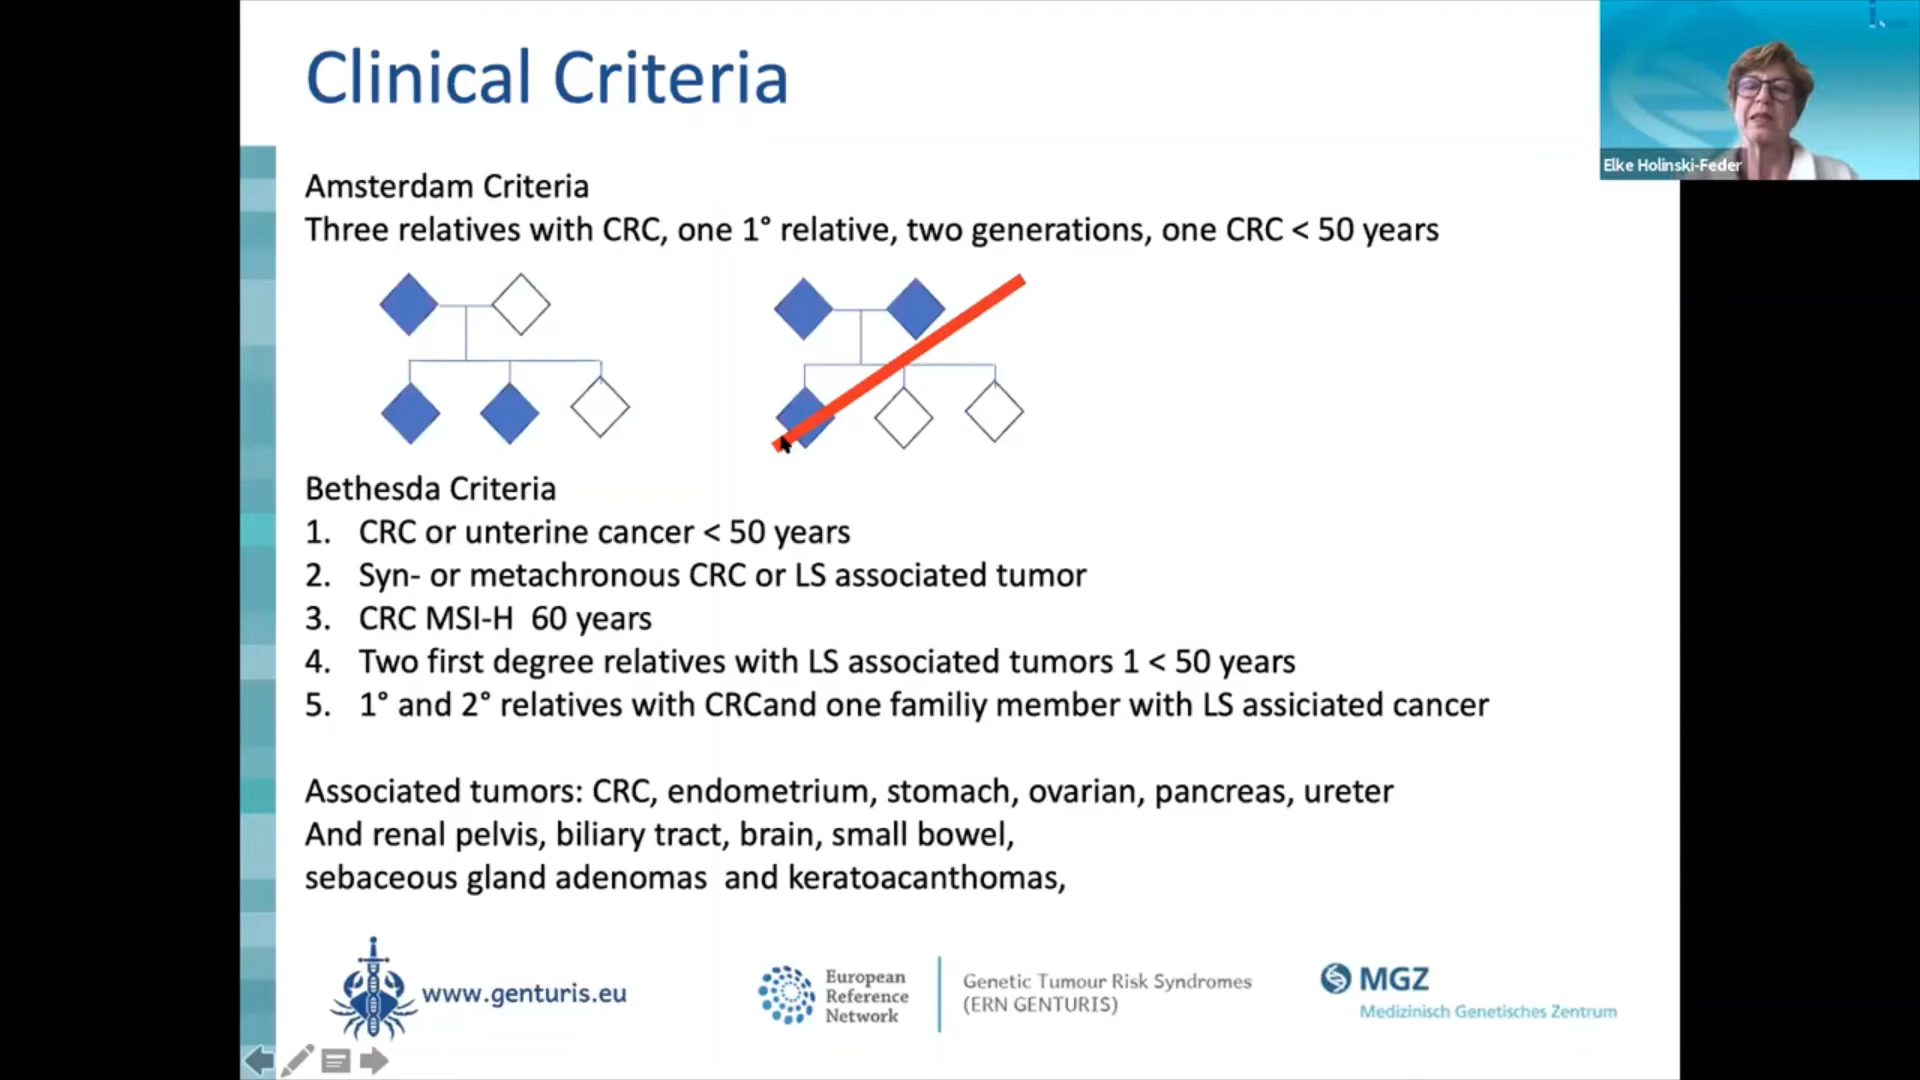 Clinical Criteria
Elke Holinski-Feder
Amsterdam Criteria
Three relatives with CRC, one 1° relative, two generations, one CRC < 50 years
Bethesda Criteria
1. CRC or unterine cancer < 50 years
2. Syn- or metachronous CRC or LS associated tumor
3. CRC MSI-H 60 years
4. Two first degree relatives with LS associated tumors 1 < 50 years
5. 1° and 2° relatives with CRCand one familiy member with LS assiciated cancer
Associated tumors: CRC, endometrium, stomach, ovarian, pancreas, ureter
And renal pelvis, biliary tract, brain, small bowel,
sebaceous gland adenomas and keratoacanthomas,
www.genturis.eu
European
Reference
Network
Genetic Tumour Risk Syndromes
(ERN GENTURIS)
MGZ
Medizinisch Genetisches Zentrum